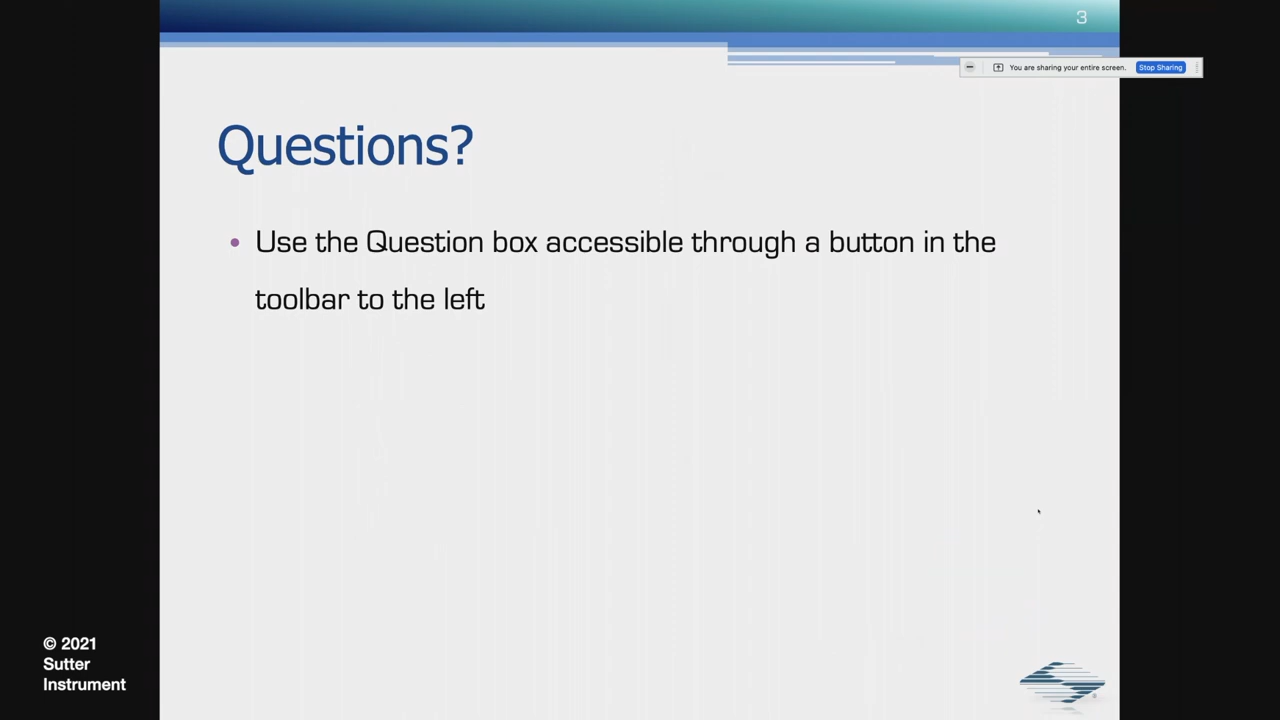 3
You are sharing your entire screen. Stop Sharing
Questions?
• Use the Question box accessible through a button in the
toolbar to the left
© 2021
Sutter
Instrument